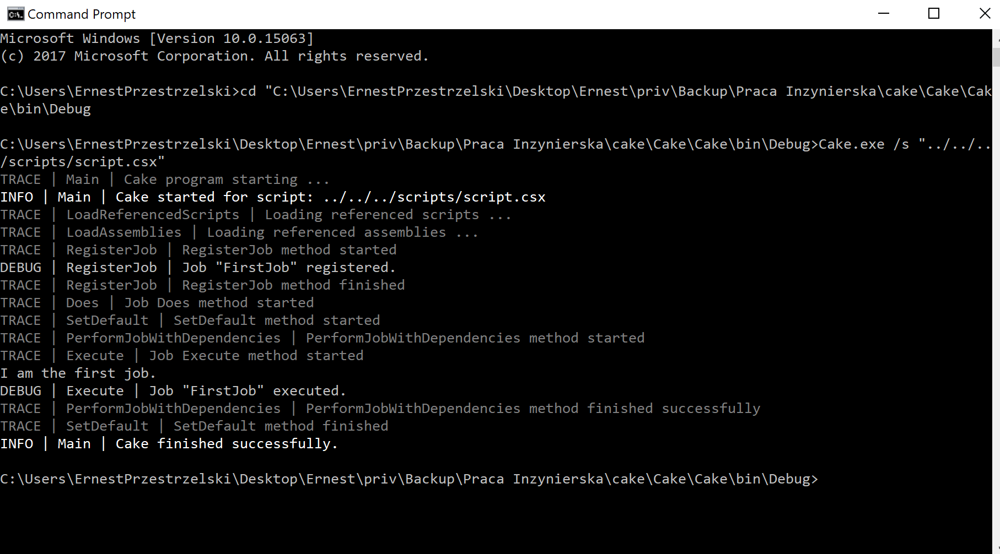 Command Prompt
Microsoft Windows [Version 10.0.15063]
(c) 2017 Microsoft Corporation. All rights reserved.
C:\Users\ErnestPrzestrzelski>cd "C:\Users\ErnestPrzestrzelski\Desktop\Ernest\priv\Backup\Praca Inzynierska\cake\Cake\Cak
e\bin\Debug
C:\Users\ErnestPrzestrzelski\Desktop\Ernest\priv\Backup\Praca Inzynierska\cake\Cake\Cake\bin\Debug>Cake.exe /s "../../..
/scripts/script.csx"
TRACE | Main | Cake program starting ...
INFO | Main | Cake started for script: ../../../scripts/script.csx
TRACE | LoadReferencedScripts | Loading referenced scripts ...
TRACE | LoadAssemblies | Loading referenced assemblies ...
TRACE | RegisterJob | RegisterJob method started
DEBUG | RegisterJob | Job "FirstJob" registered.
TRACE | RegisterJob | RegisterJob method finished
TRACE | Does | Job Does method started
TRACE | SetDefault | SetDefault method started
TRACE | PerformJobWithDependencies | PerformJobWithDependencies method started
TRACE | Execute | Job Execute method started
I am the first job.
DEBUG | Execute | Job "FirstJob" executed.
TRACE | PerformJobWithDependencies | PerformJobWithDependencies method finished successfully
TRACE | SetDefault | SetDefault method finished
INFO | Main | Cake finished successfully.
C:\Users\ErnestPrzestrzelski\Desktop\Ernest\priv\Backup\Praca Inzynierska\cake\Cake\Cake\bin\Debug>